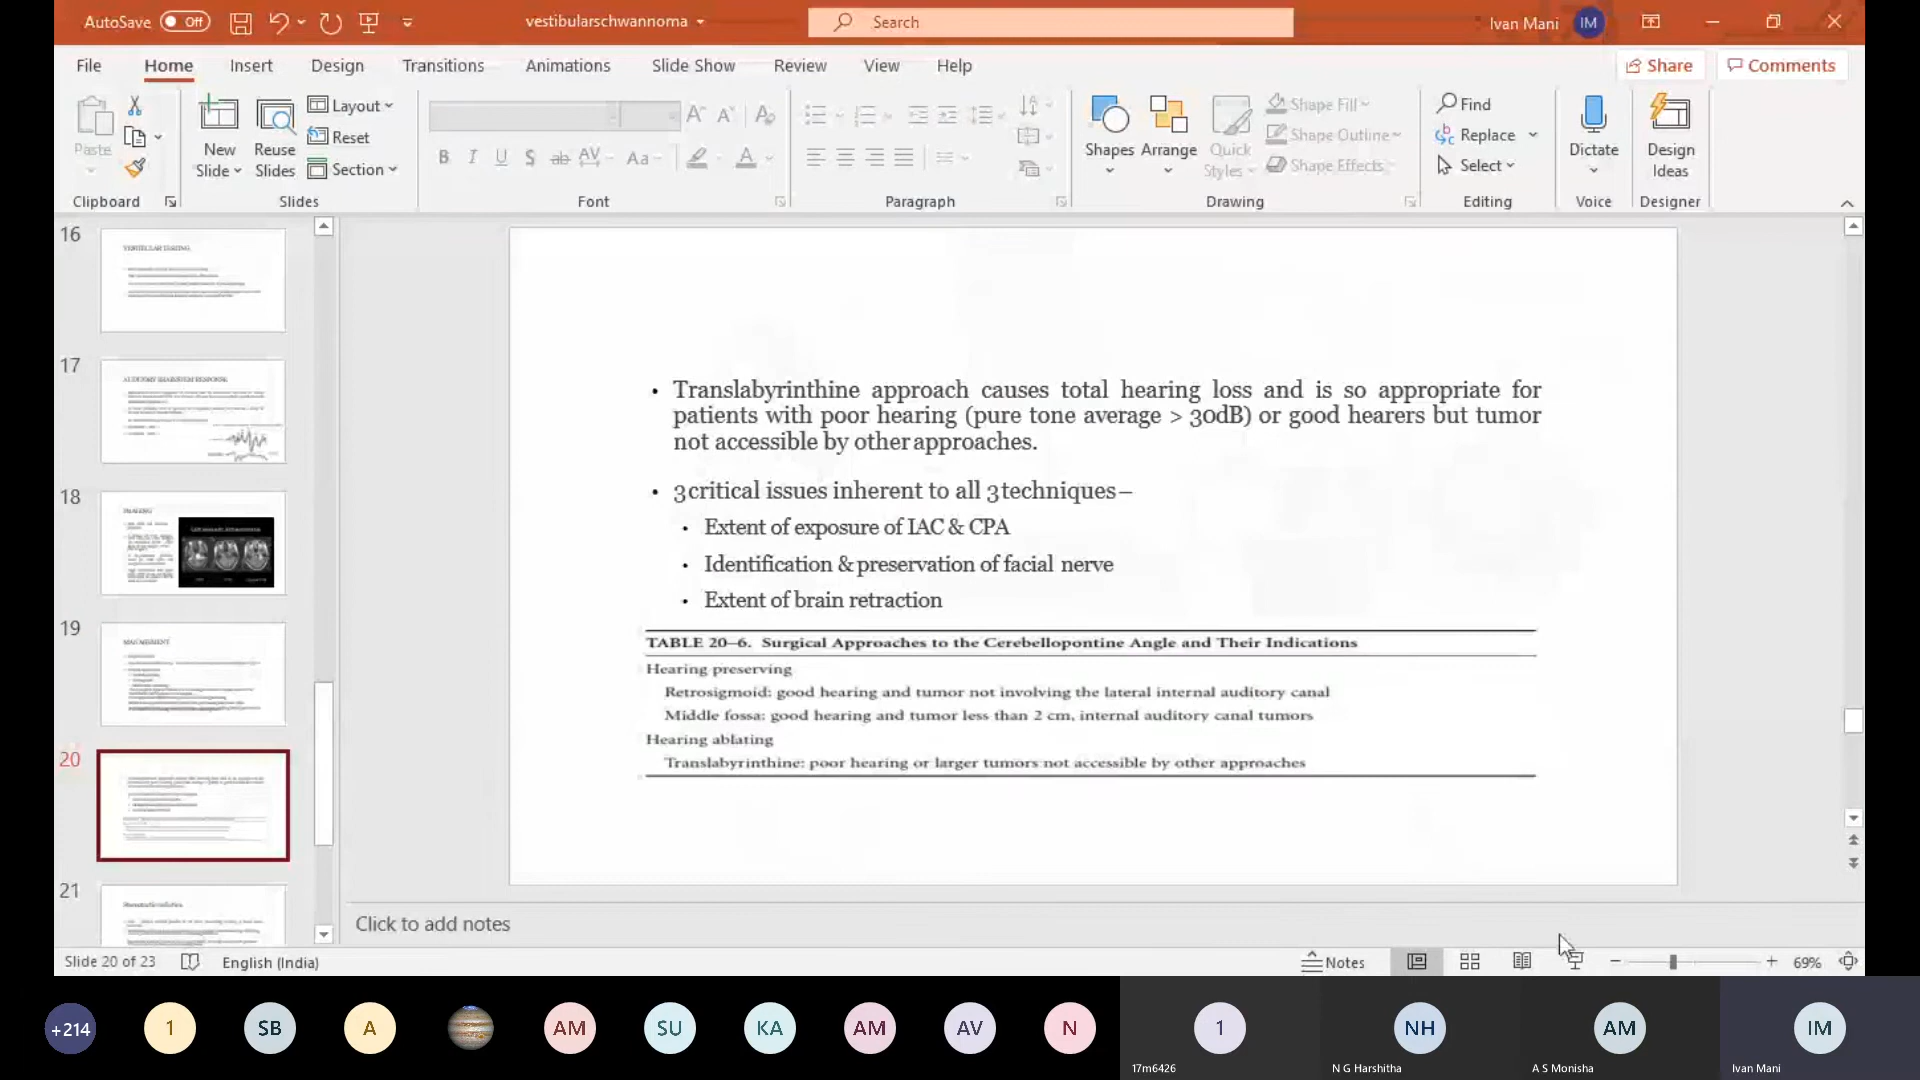 AutoSave Off
vestibularschwannoma
Search
Ivan Mani IM
File Home Insert Design Transitions Animations Slide Show Review View Help
Share Comments
Paste
New Slide
Reuse Slides
Layout
Reset
Section
B I U S ab AV Aa A
Shapes
Arrange
Quick Styles
Shape Fill
Shape Outline
Shape Effects
Find
Replace
Select
Dictate
Design Ideas
Clipboard Slides Font Paragraph Drawing Editing Voice Designer
16
17
18
IMAGING
19
20
21
• Translabyrinthine approach causes total hearing loss and is so appropriate for
patients with poor hearing (pure tone average > 30dB) or good hearers but tumor
not accessible by other approaches.
• 3 critical issues inherent to all 3 techniques –
• Extent of exposure of IAC & CPA
• Identification & preservation of facial nerve
• Extent of brain retraction
TABLE 20–6. Surgical Approaches to the Cerebellopontine Angle and Their Indications
Hearing preserving
Retrosigmoid: good hearing and tumor not involving the lateral internal auditory canal
Middle fossa: good hearing and tumor less than 2 cm, internal auditory canal tumors
Hearing ablating
Translabyrinthine: poor hearing or larger tumors not accessible by other approaches
Click to add notes
Slide 20 of 23 English (India) Notes 69%
+214 1 SB A AM SU KA AM AV N 1 NH AM IM
17m6426 N G Harshitha A S Monisha Ivan Mani